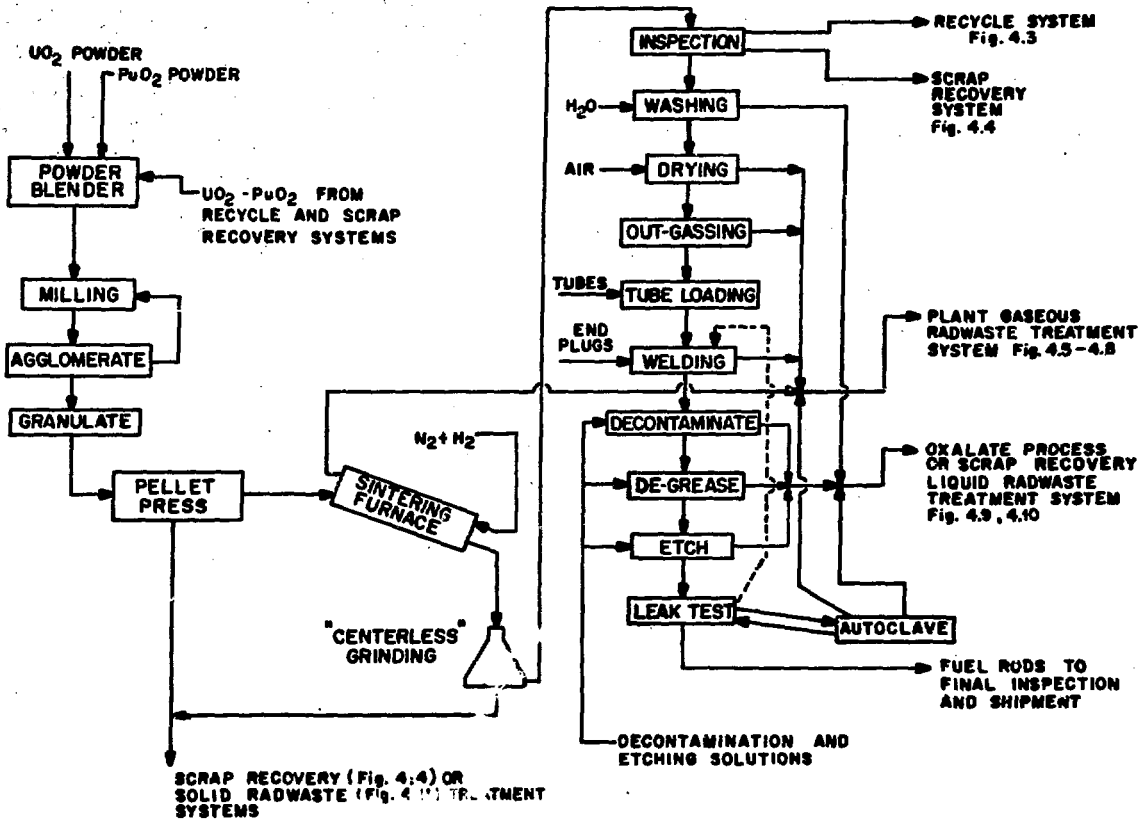 UO2 POWDER
PuO2 POWDER
POWDER
BLENDER
UO2 - PuO2 FROM
RECYCLE AND SCRAP
RECOVERY SYSTEMS
MILLING
AGGLOMERATE
GRANULATE
PELLET
PRESS
N2 + H2
SINTERING
FURNACE
"CENTERLESS"
GRINDING
SCRAP RECOVERY (Fig. 4.4) OR
SOLID RADWASTE (Fig. TREATMENT
SYSTEMS
INSPECTION
RECYCLE SYSTEM
Fig. 4.3
SCRAP
RECOVERY
SYSTEM
Fig. 4.4
H2O
WASHING
AIR
DRYING
OUT-GASSING
TUBES
TUBE LOADING
END
PLUGS
WELDING
PLANT GASEOUS
RADWASTE TREATMENT
SYSTEM Fig. 4.5-4.8
DECONTAMINATE
DE-GREASE
OXALATE PROCESS
OR SCRAP RECOVERY
LIQUID RADWASTE
TREATMENT SYSTEM
Fig. 4.9, 4.10
ETCH
LEAK TEST
AUTOCLAVE
FUEL RODS TO
FINAL INSPECTION
AND SHIPMENT
DECONTAMINATION AND
ETCHING SOLUTIONS